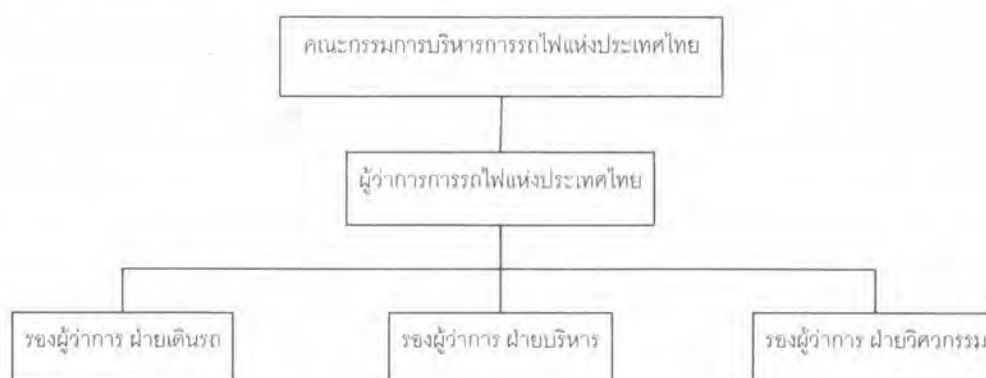 คณะกรรมการบริหารการรถไฟแห่งประเทศไทย
ผู้ว่าการการรถไฟแห่งประเทศไทย
รองผู้ว่าการ ฝ่ายเดินรถ
รองผู้ว่าการ ฝ่ายบริหาร
รองผู้ว่าการ ฝ่ายวิศวกรรม